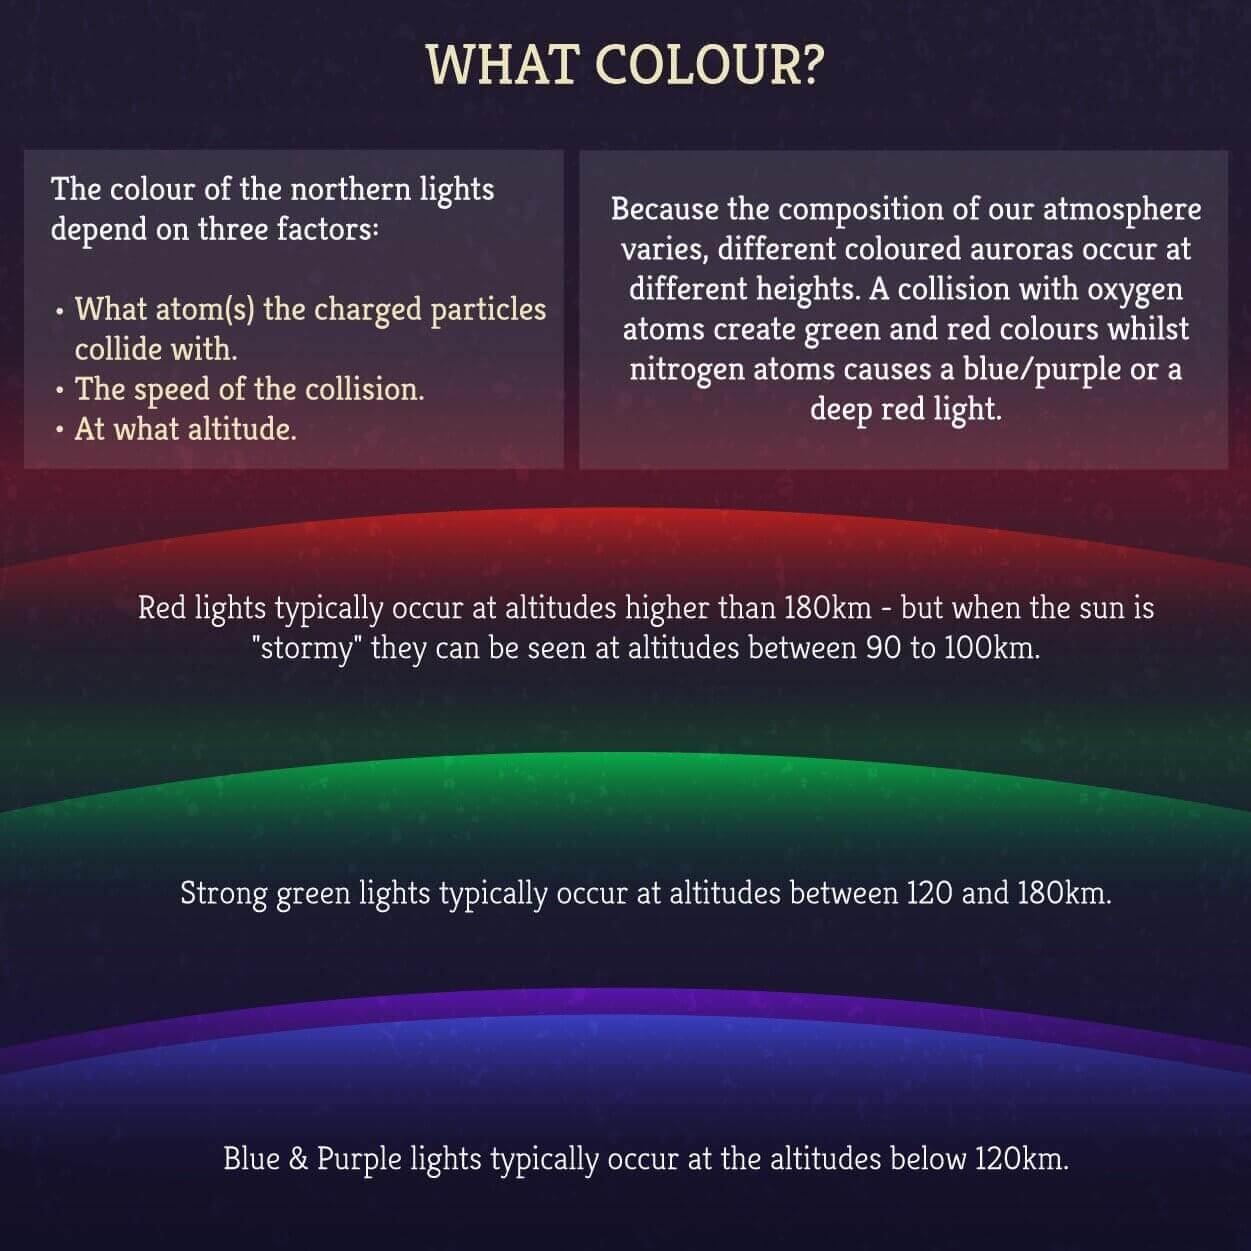 WHAT COLOUR?
The colour of the northern lights
depend on three factors:
• What atom(s) the charged particles
collide with.
• The speed of the collision.
• At what altitude.
Because the composition of our atmosphere
varies, different coloured auroras occur at
different heights. A collision with oxygen
atoms create green and red colours whilst
nitrogen atoms causes a blue/purple or a
deep red light.
Red lights typically occur at altitudes higher than 180km - but when the sun is
"stormy" they can be seen at altitudes between 90 to 100km.
Strong green lights typically occur at altitudes between 120 and 180km.
Blue & Purple lights typically occur at the altitudes below 120km.